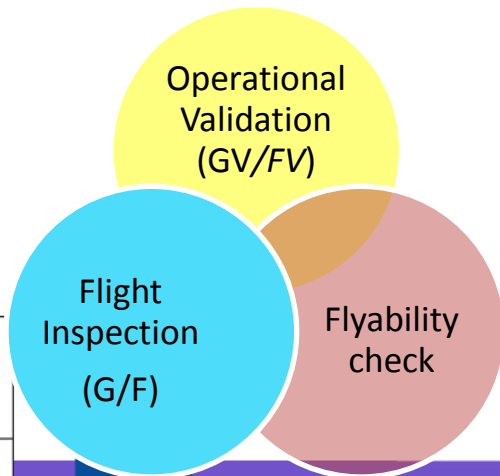 Operational
Validation
(GV/FV)
Flight
Inspection
(G/F)
Flyability
check